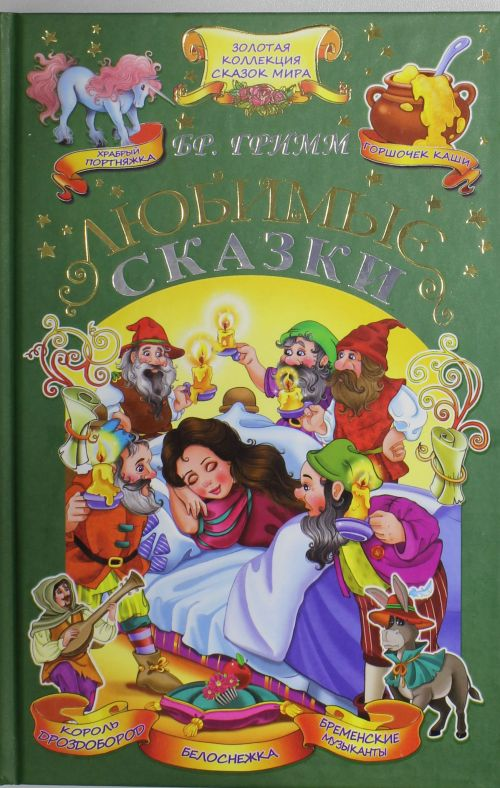 ЗОЛОТАЯ
КОЛЛЕКЦИЯ
СКАЗОК МИРА
ХРАБРЫЙ
ПОРТНЯЖКА
БР. ГРИММ
ГОРШОЧЕК КАШИ
ЛЮБИМЫЕ
СКАЗКИ
КОРОЛЬ
ДРОЗДОБОРОД
БЕЛОСНЕЖКА
БРЕМЕНСКИЕ
МУЗЫКАНТЫ